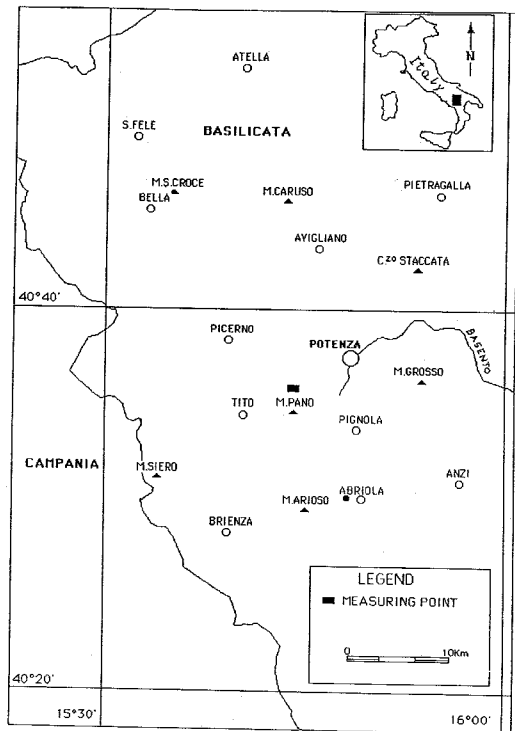 ATELLA
Italy
N
S.FELE
BASILICATA
M.S.CROCE
BELLA
M.CARUSO
PIETRAGALLA
AVIGLIANO
Czo STACCATA
40°40'
PICERNO
POTENZA
BASENTO
M.GROSSO
TITO
M.PANO
PIGNOLA
CAMPANIA
M.SIERO
ANZI
ABRIOLA
M.ARIOSO
BRIENZA
LEGEND
MEASURING POINT
0 10Km
40°20'
15°30' 16°00'